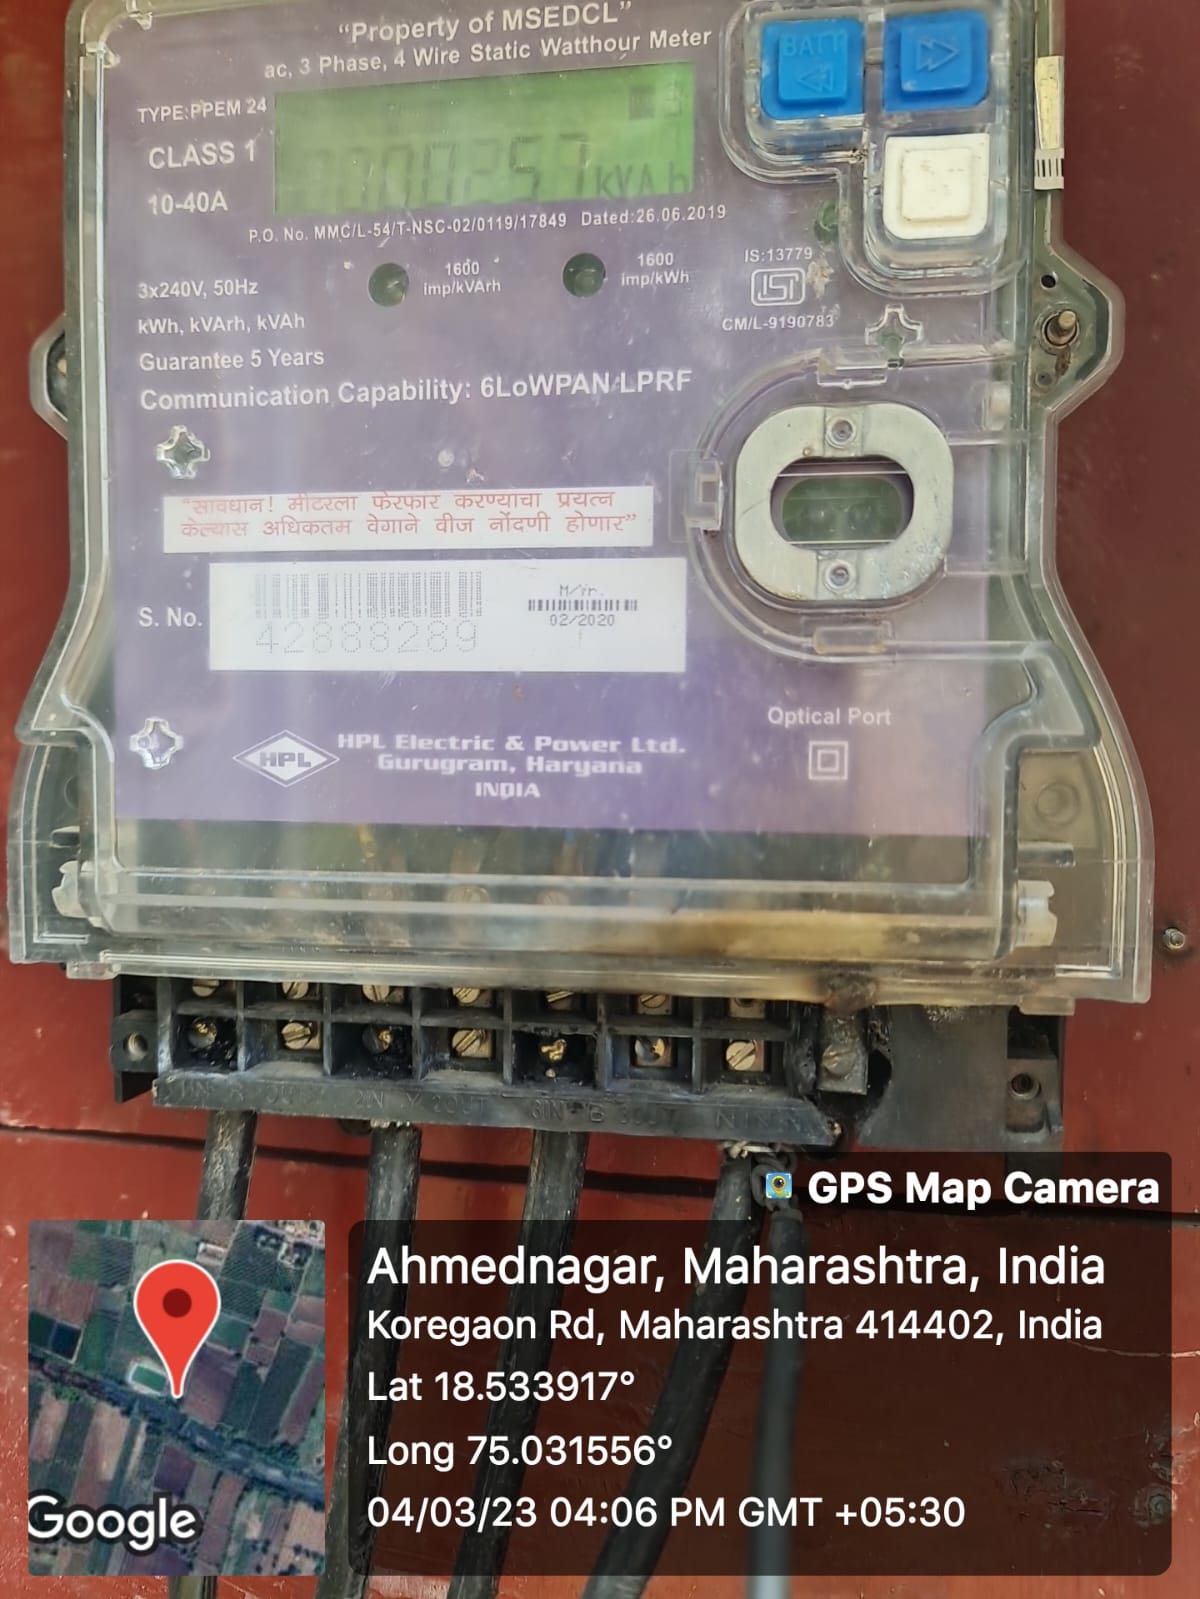 "Property of MSEDCL"
ac, 3 Phase, 4 Wire Static Watthour Meter
TYPE:PPEM 24
CLASS 1
10-40A
BATT
kVAh
P.O. No. MMC/L-54/T-NSC-02/0119/17849 Dated:26.06.2019
3x240V, 50Hz
1600
imp/kVArh
1600
imp/kWh
IS:13779
ISI
CM/L-9190783
kWh, kVArh, kVAh
Guarantee 5 Years
Communication Capability: 6LoWPAN LPRF
"सावधान! मीटरला फेरफार करण्याचा प्रयत्न
केल्यास अधिकतम वेगाने वीज नोंदणी होणार"
S. No.
42888289
02/2020
Optical Port
HPL
HPL Electric & Power Ltd.
Gurugram, Haryana
INDIA
GPS Map Camera
Ahmednagar, Maharashtra, India
Koregaon Rd, Maharashtra 414402, India
Lat 18.533917°
Long 75.031556°
04/03/23 04:06 PM GMT +05:30
Google